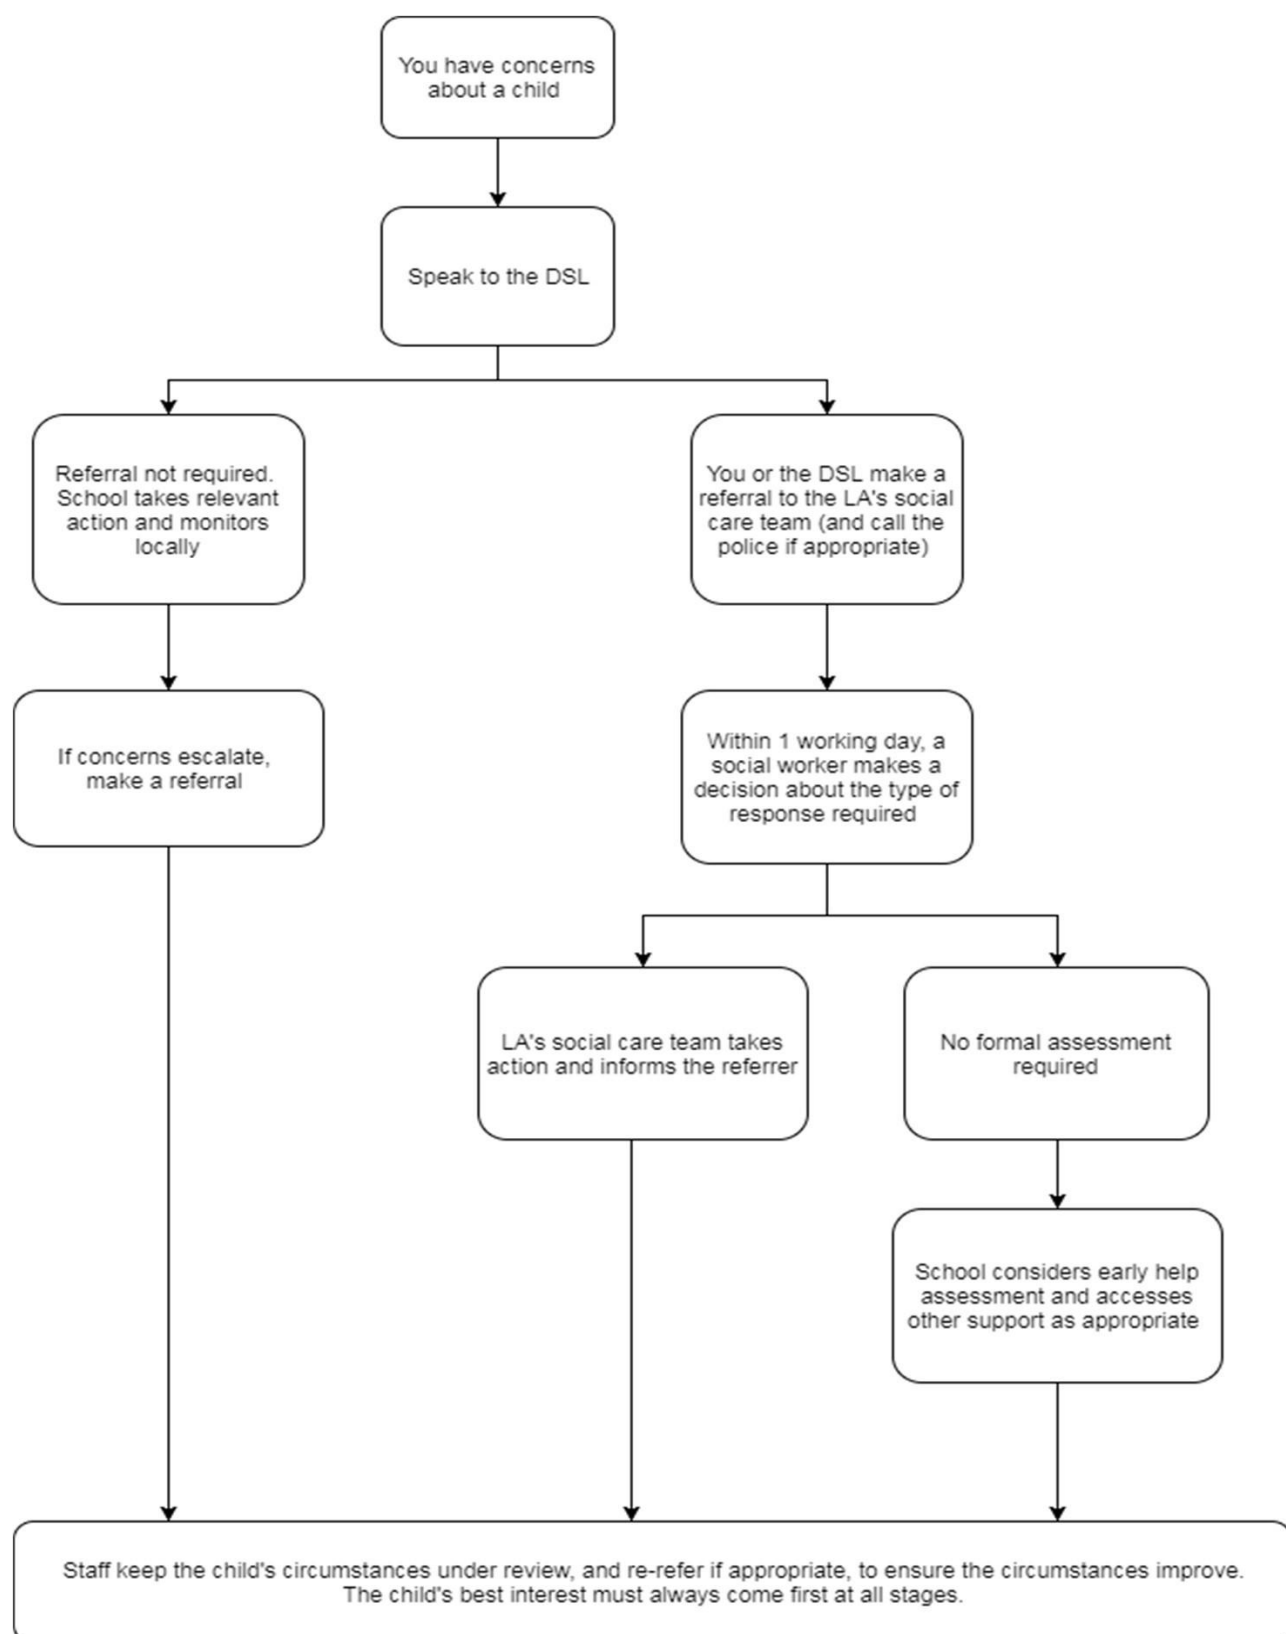 You have concerns
about a child
Speak to the DSL
Referral not required.
School takes relevant
action and monitors
locally
You or the DSL make a
referral to the LA's social
care team (and call the
police if appropriate)
If concerns escalate,
make a referral
Within 1 working day, a
social worker makes a
decision about the type of
response required
LA's social care team takes
action and informs the referrer
No formal assessment
required
School considers early help
assessment and accesses
other support as appropriate
Staff keep the child's circumstances under review, and re-refer if appropriate, to ensure the circumstances improve.
The child's best interest must always come first at all stages.